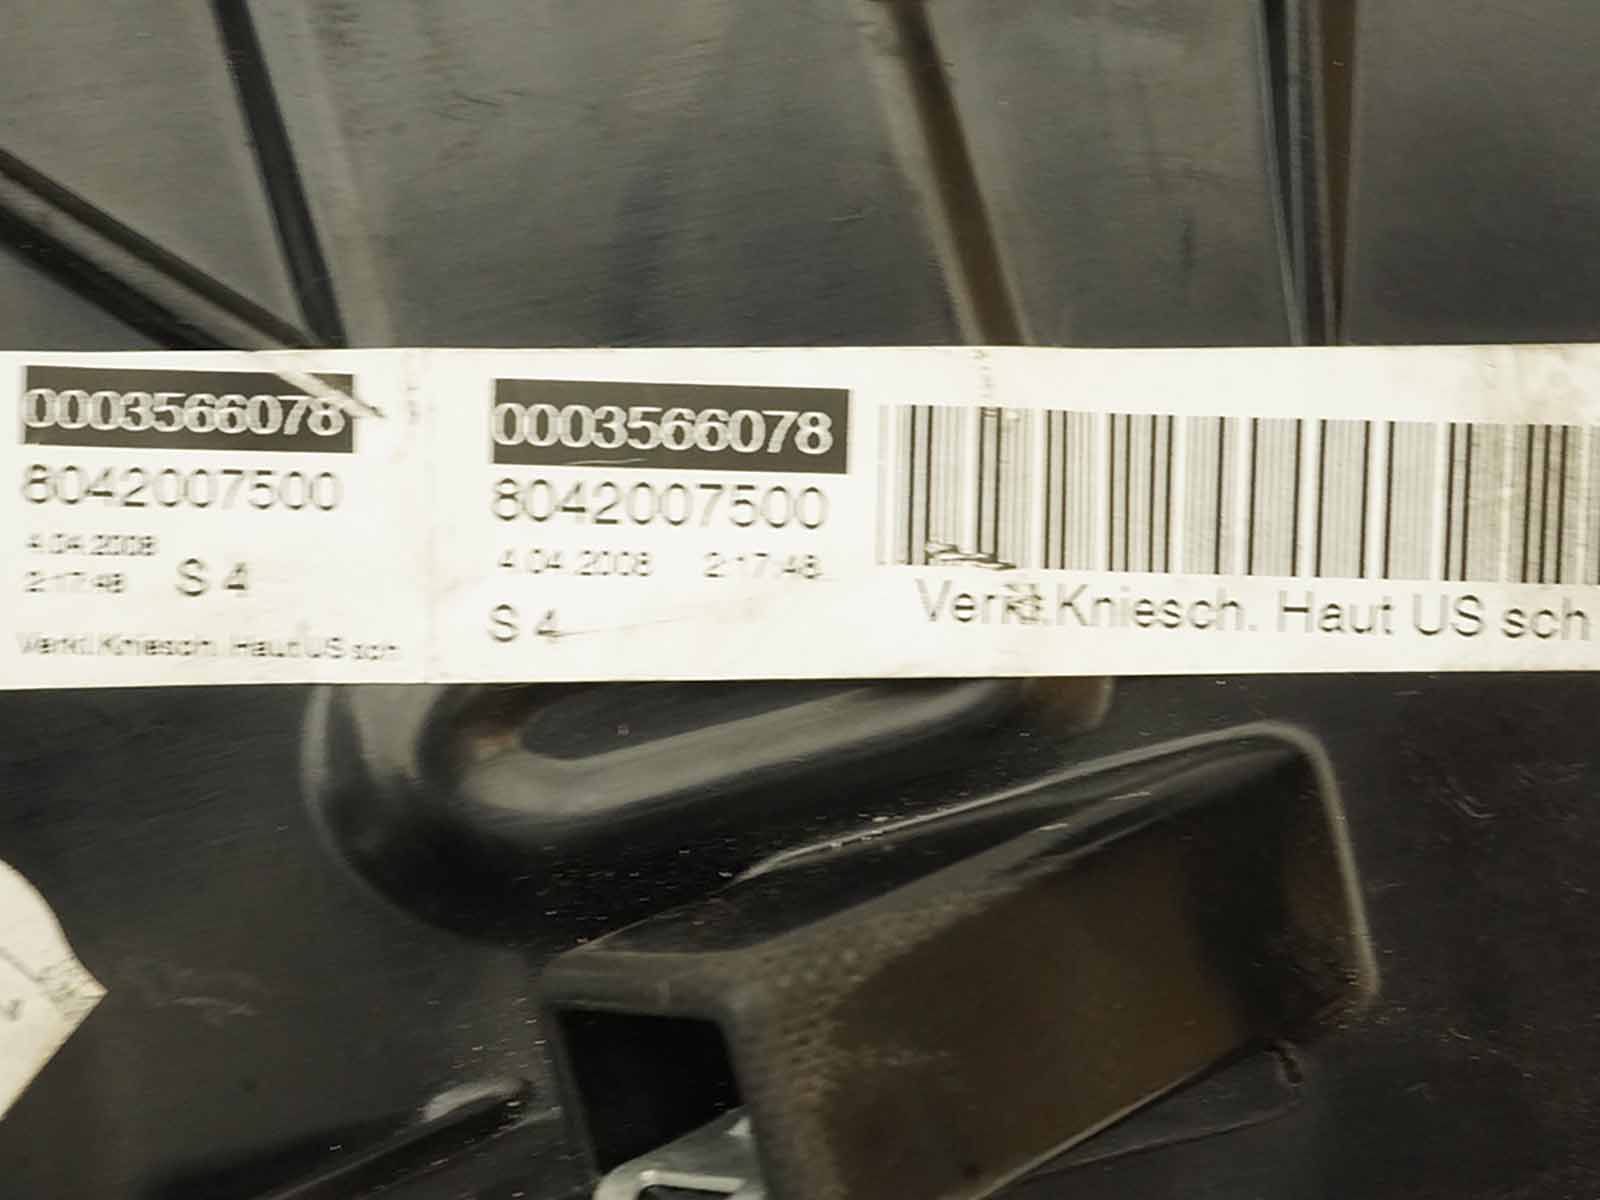 0003566078
8042007500
4.04.2008
2:17:48 S 4
Verkl.Kniesch. Haut US sch
0003566078
8042007500
4.04.2008 2:17:48
S 4
Verkl.Kniesch. Haut US sch